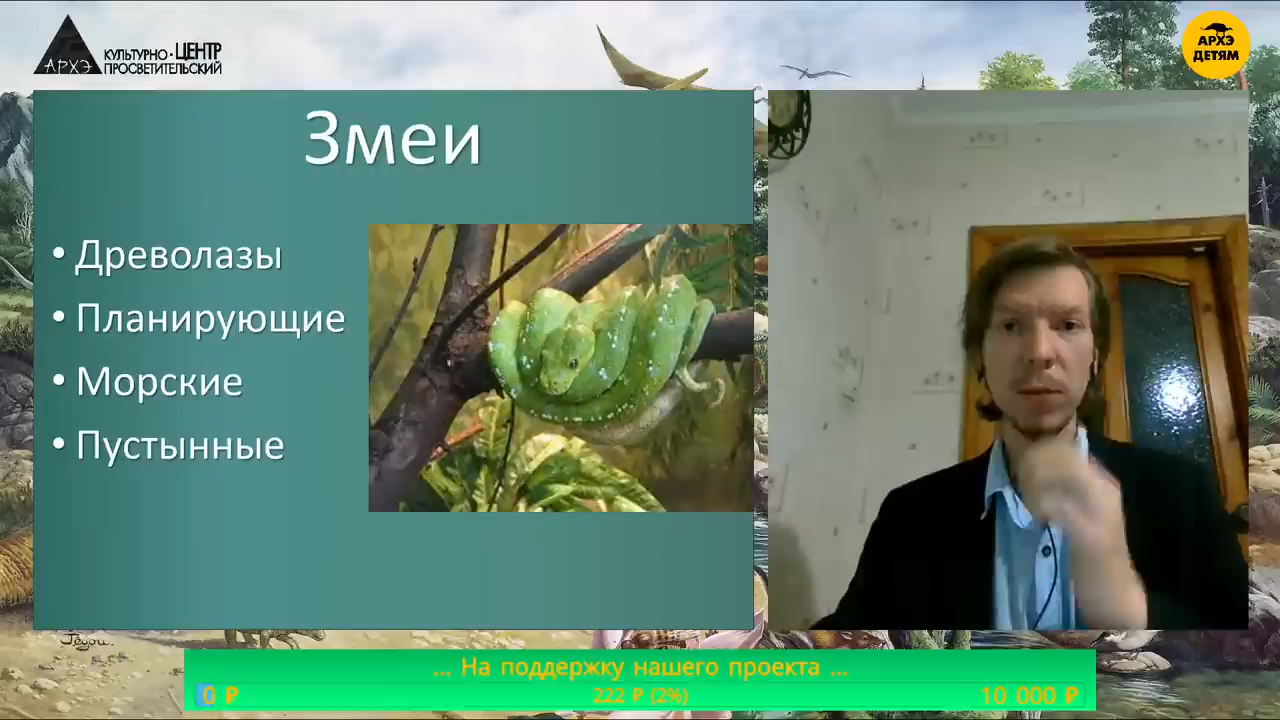 АРХЭ
КУЛЬТУРНО-ЦЕНТР
ПРОСВЕТИТЕЛЬСКИЙ
АРХЭ
ДЕТЯМ
Змеи
• Древолазы
• Планирующие
• Морские
• Пустынные
... На поддержку нашего проекта ...
0 ₽
222 ₽ (2%)
10 000 ₽